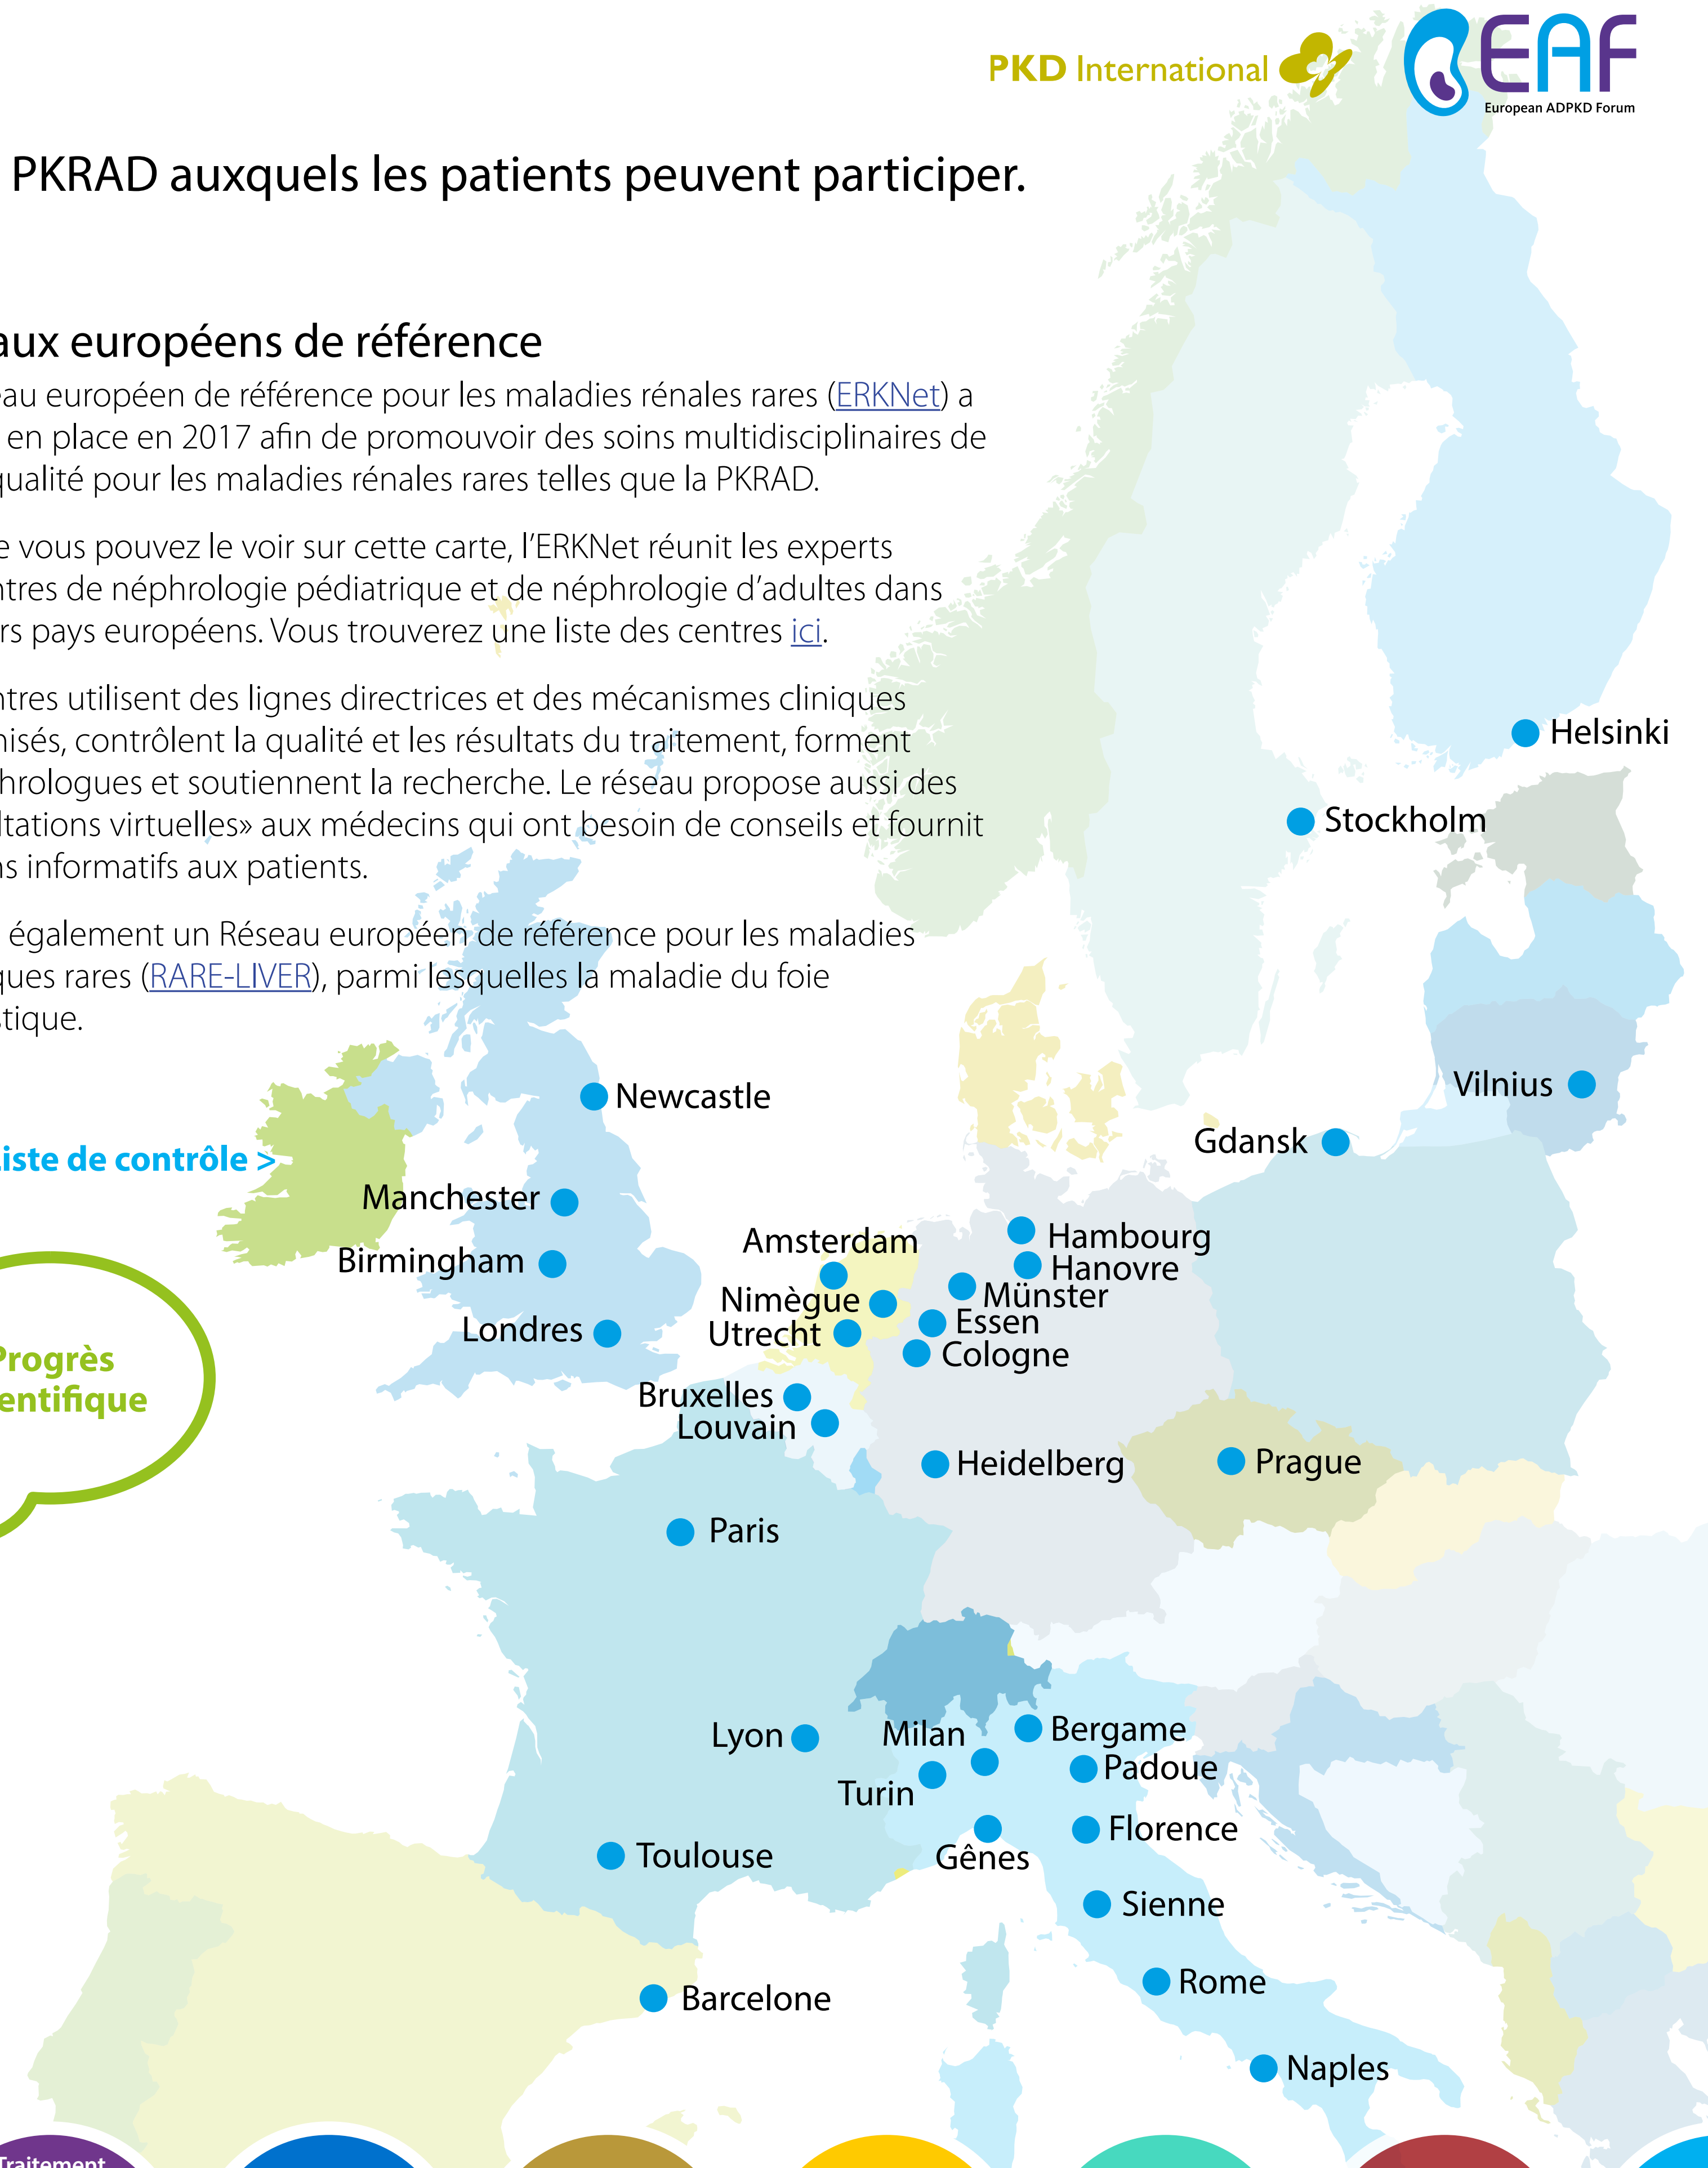 PKD International
EAF
European ADPKD Forum
PKRAD auxquels les patients peuvent participer.
aux européens de référence
eau européen de référence pour les maladies rénales rares (ERKNet) a
en place en 2017 afin de promouvoir des soins multidisciplinaires de
qualité pour les maladies rénales rares telles que la PKRAD.
e vous pouvez le voir sur cette carte, l’ERKNet réunit les experts
ntres de néphrologie pédiatrique et de néphrologie d’adultes dans
rs pays européens. Vous trouverez une liste des centres ici.
ntres utilisent des lignes directrices et des mécanismes cliniques
nisés, contrôlent la qualité et les résultats du traitement, forment
hrologues et soutiennent la recherche. Le réseau propose aussi des
ltations virtuelles» aux médecins qui ont besoin de conseils et fournit
ns informatifs aux patients.
également un Réseau européen de référence pour les maladies
ques rares (RARE-LIVER), parmi lesquelles la maladie du foie
stique.
Helsinki
Stockholm
Vilnius
Newcastle
Gdansk
Liste de contrôle >
Manchester
Birmingham
Londres
Amsterdam
Nimègue
Utrecht
Hambourg
Hanovre
Münster
Essen
Cologne
Progrès
entifique
Bruxelles
Louvain
Heidelberg
Prague
Paris
Lyon
Milan
Bergame
Padoue
Turin
Florence
Gênes
Toulouse
Sienne
Rome
Barcelone
Naples
Traitement